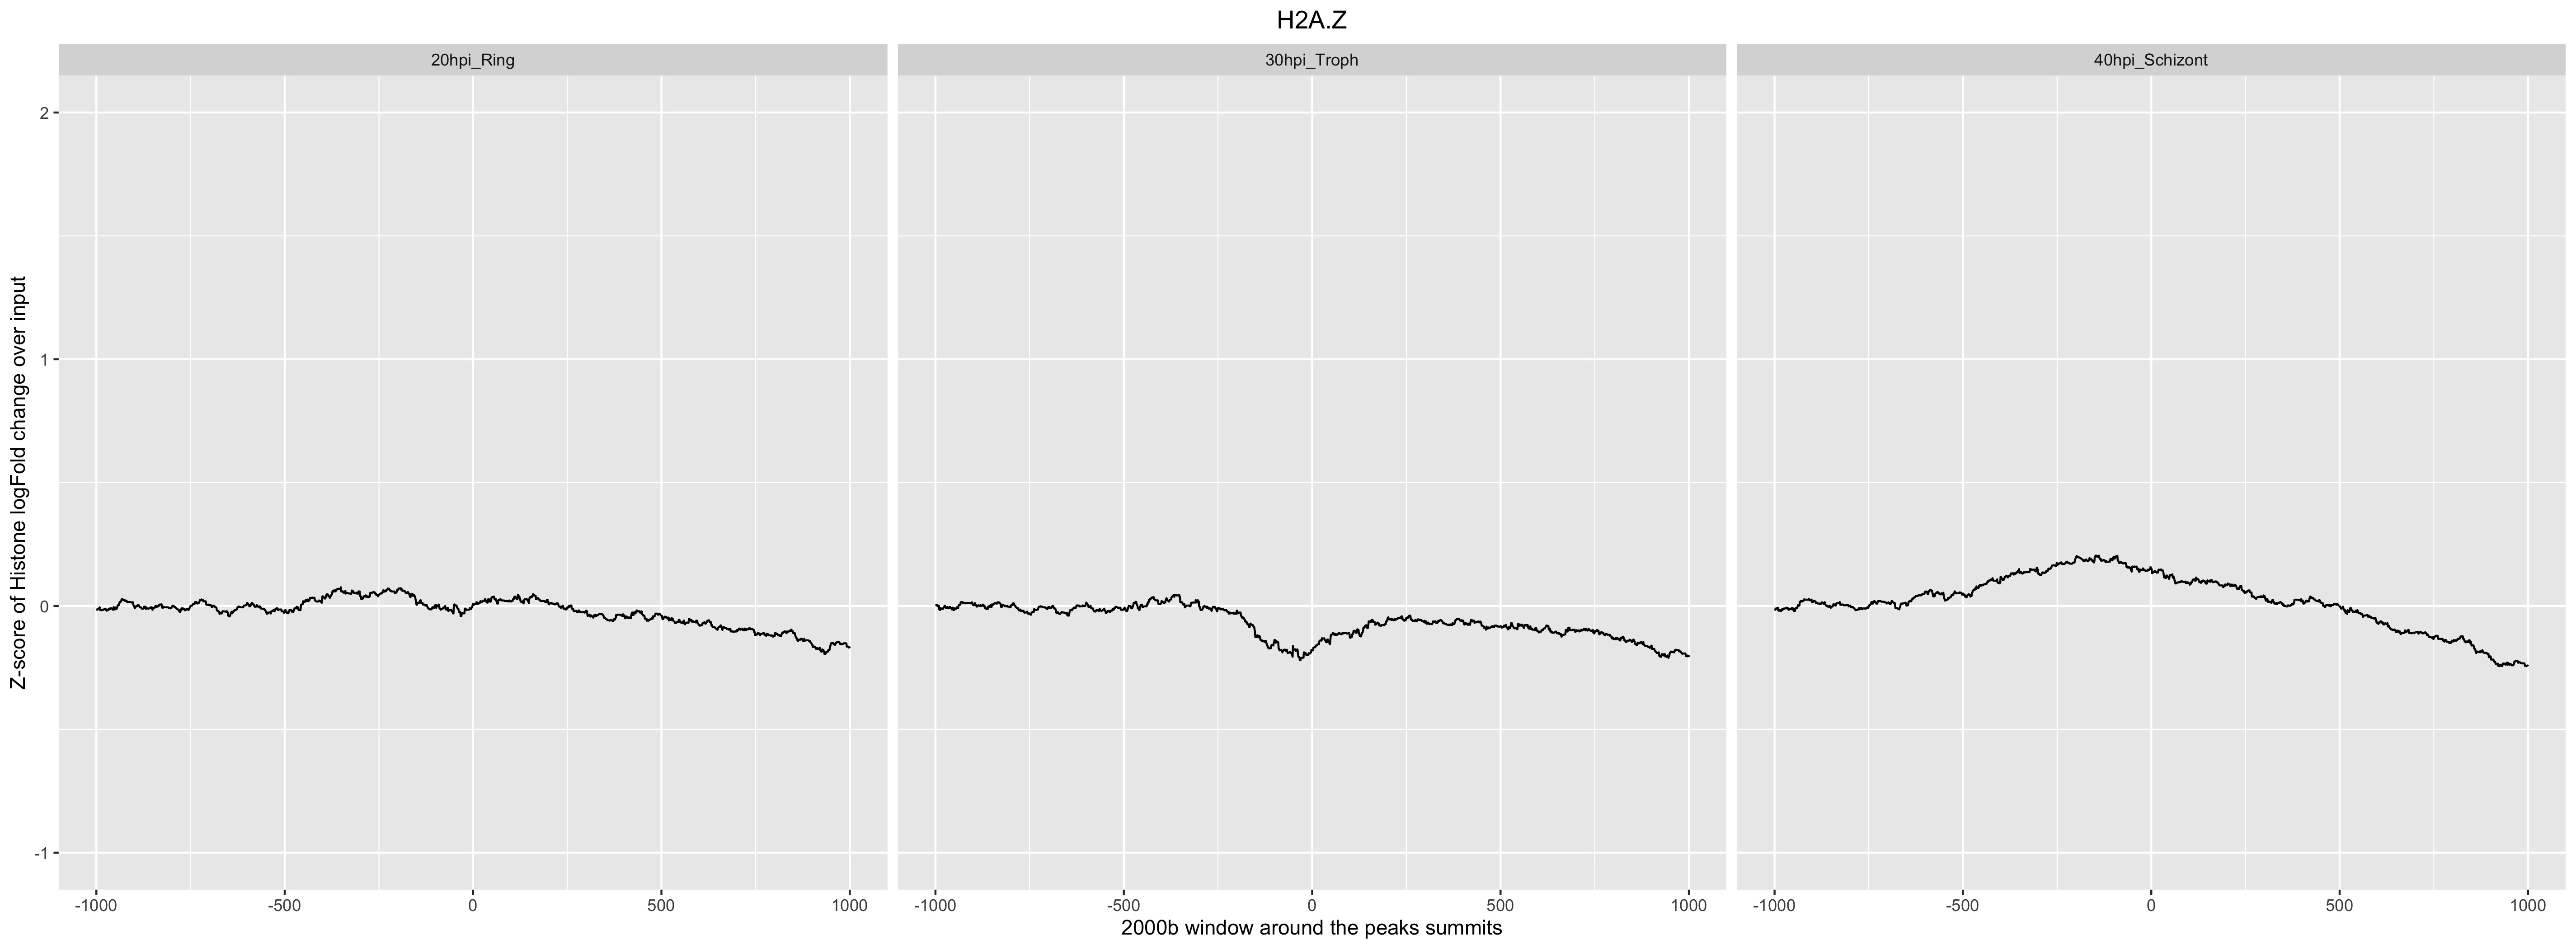 H2A.Z
20hpi_Ring
30hpi_Troph
40hpi_Schizont
Z-score of Histone logFold change over input
2
1
0
-1
-1000 -500 0 500 1000
-1000 -500 0 500 1000
-1000 -500 0 500 1000
2000b window around the peaks summits